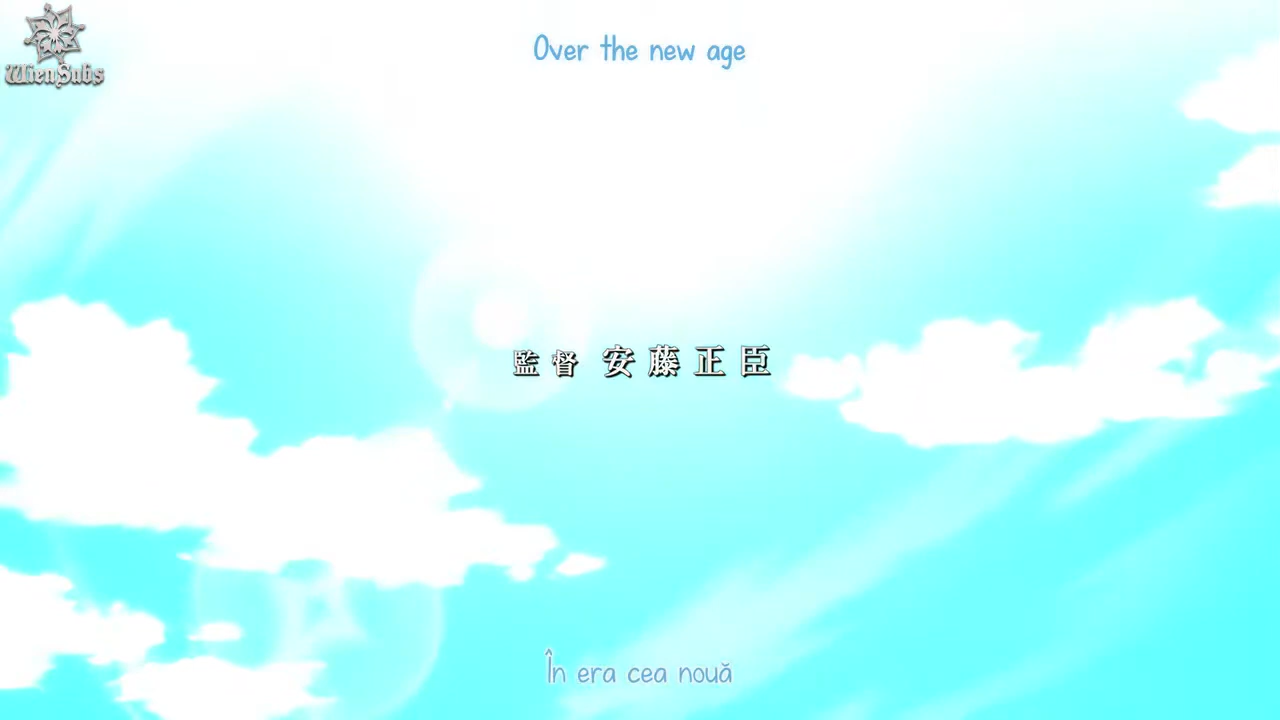 WienSubs
Over the new age
監督 安藤正臣
În era cea nouă